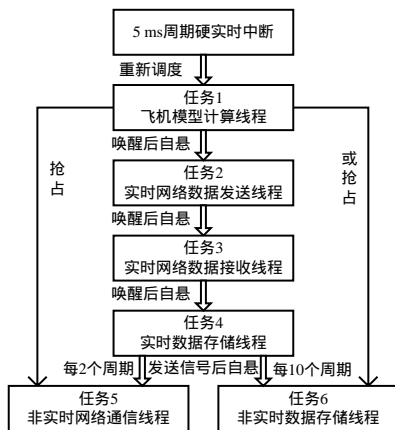 5 ms周期硬实时中断
重新调度
任务1
飞机模型计算线程
唤醒后自悬
抢
占
或
抢
占
任务2
实时网络数据发送线程
唤醒后自悬
任务3
实时网络数据接收线程
唤醒后自悬
任务4
实时数据存储线程
每2个周期
发送信号后自悬
每10个周期
任务5
非实时网络通信线程
任务6
非实时数据存储线程